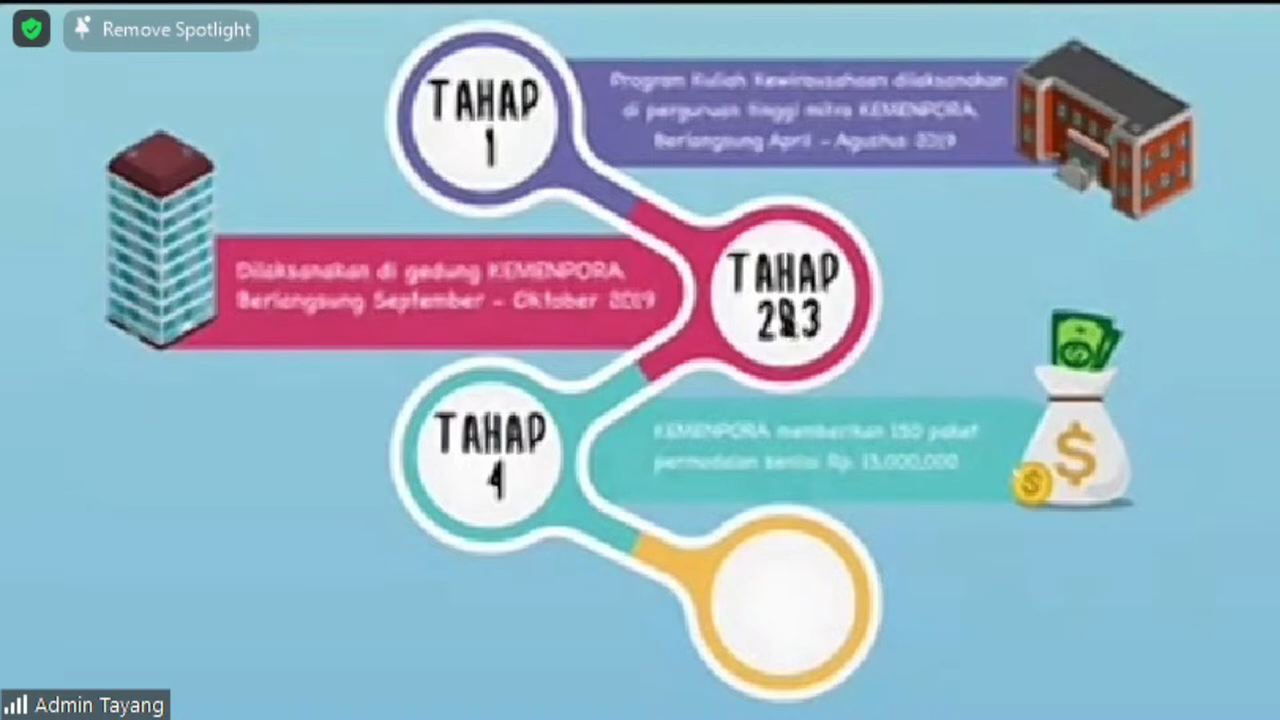 Remove Spotlight
TAHAP
1
Program Kuliah Kewirausahaan dilaksanakan
di perguruan tinggi mitra KEMENPORA.
Berlangsung April - Agustus 2019
Dilaksanakan di gedung KEMENPORA.
Berlangsung September - Oktober 2019
TAHAP
2&3
TAHAP
4
KEMENPORA memberikan 150 paket
permodalan senilai Rp. 13,000,000
$
$
Admin Tayang